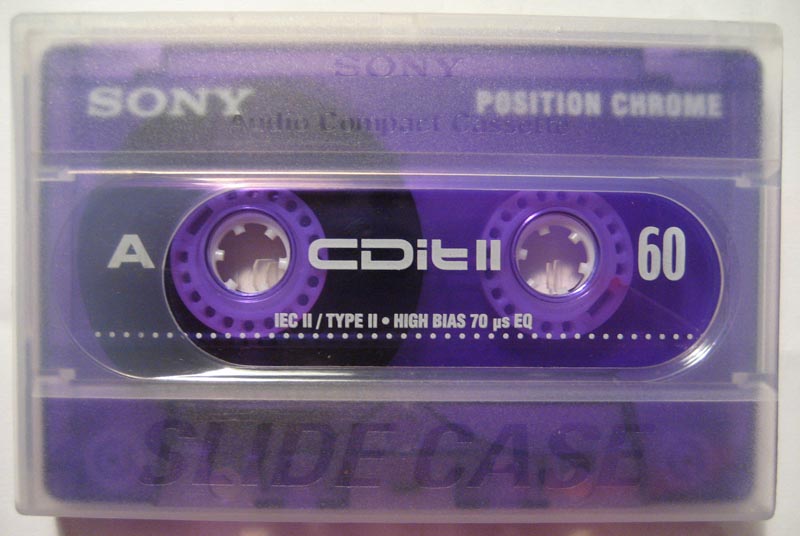 SONY
SONY
POSITION CHROME
Audio Compact Cassette
A
CDit II
60
IEC II / TYPE II • HIGH BIAS 70 µs EQ
SLIDE CASE